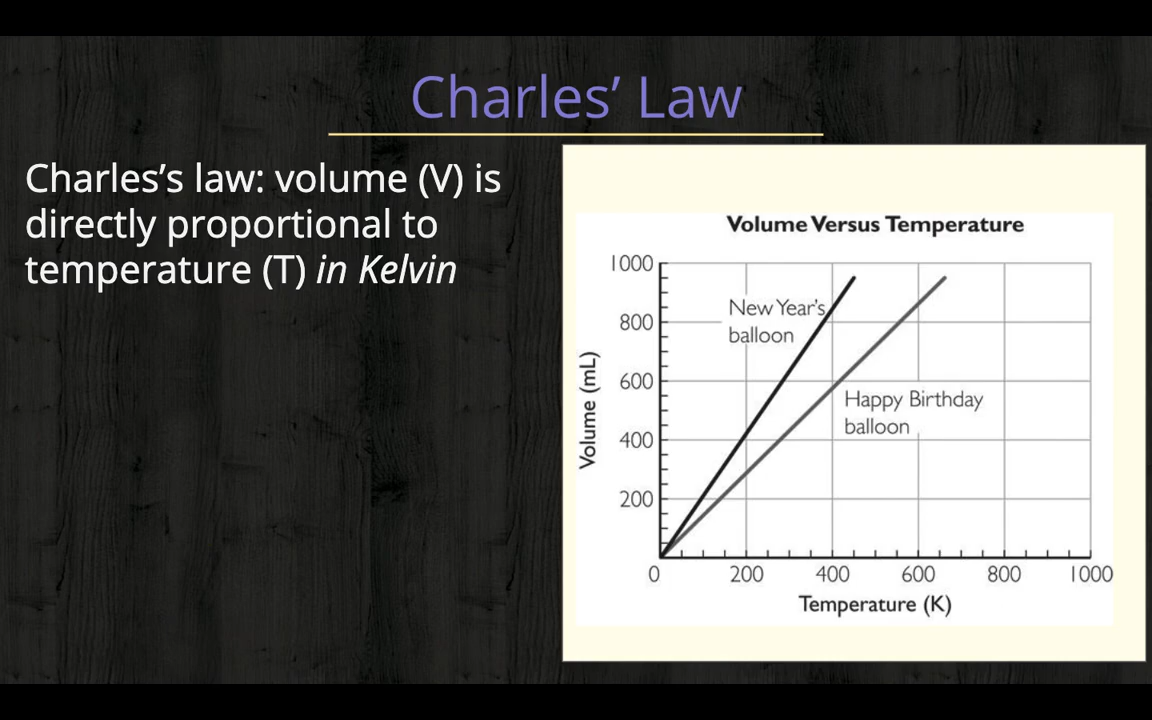 Charles’ Law
Charles’s law: volume (V) is
directly proportional to
temperature (T) in Kelvin
Volume Versus Temperature
1000
800
600
400
200
Volume (mL)
New Year’s
balloon
Happy Birthday
balloon
0 200 400 600 800 1000
Temperature (K)